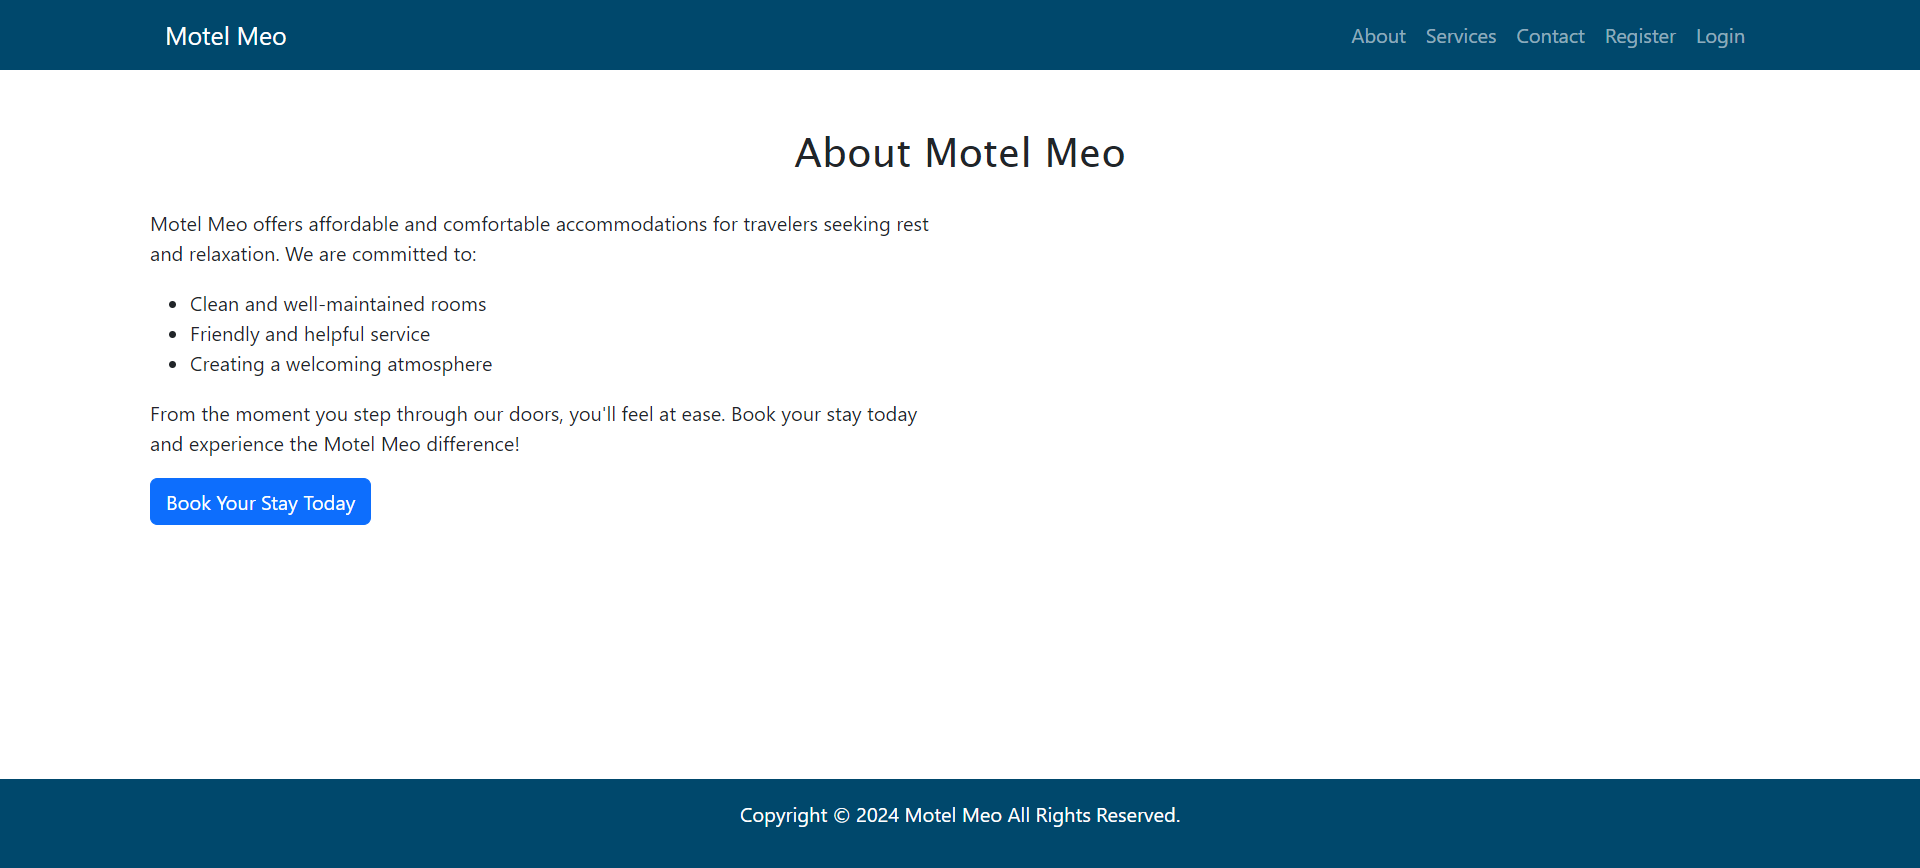 Motel Meo
About Services Contact Register Login
About Motel Meo
Motel Meo offers affordable and comfortable accommodations for travelers seeking rest
and relaxation. We are committed to:
Clean and well-maintained rooms
Friendly and helpful service
Creating a welcoming atmosphere
From the moment you step through our doors, you'll feel at ease. Book your stay today
and experience the Motel Meo difference!
Book Your Stay Today
Copyright © 2024 Motel Meo All Rights Reserved.